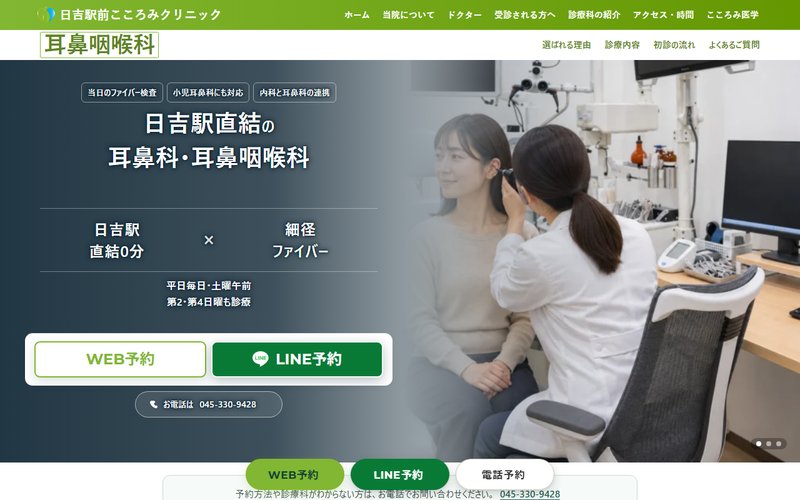 日吉駅前こころみクリニック
ホーム 当院について ドクター 受診される方へ 診療科の紹介 アクセス・時間 こころみ医学
耳鼻咽喉科
選ばれる理由 診療内容 初診の流れ よくあるご質問
当日のファイバー検査 小児耳鼻科にも対応 内科と耳鼻科の連携
日吉駅直結の
耳鼻科・耳鼻咽喉科
日吉駅
直結0分
×
細径
ファイバー
平日毎日・土曜午前
第2・第4日曜も診療
WEB予約
LINE LINE予約
お電話は 045-330-9428
WEB予約 LINE予約 電話予約
予約方法や診療科がわからない方は、お電話でお問い合わせください。 045-330-9428